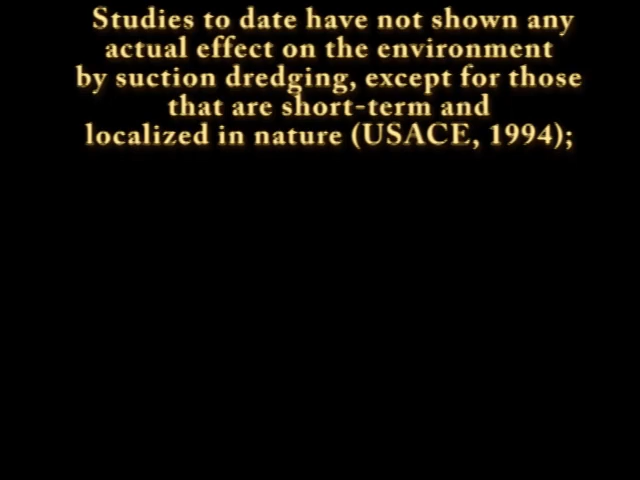 Studies to date have not shown any
actual effect on the environment
by suction dredging, except for those
that are short-term and
localized in nature (USACE, 1994);